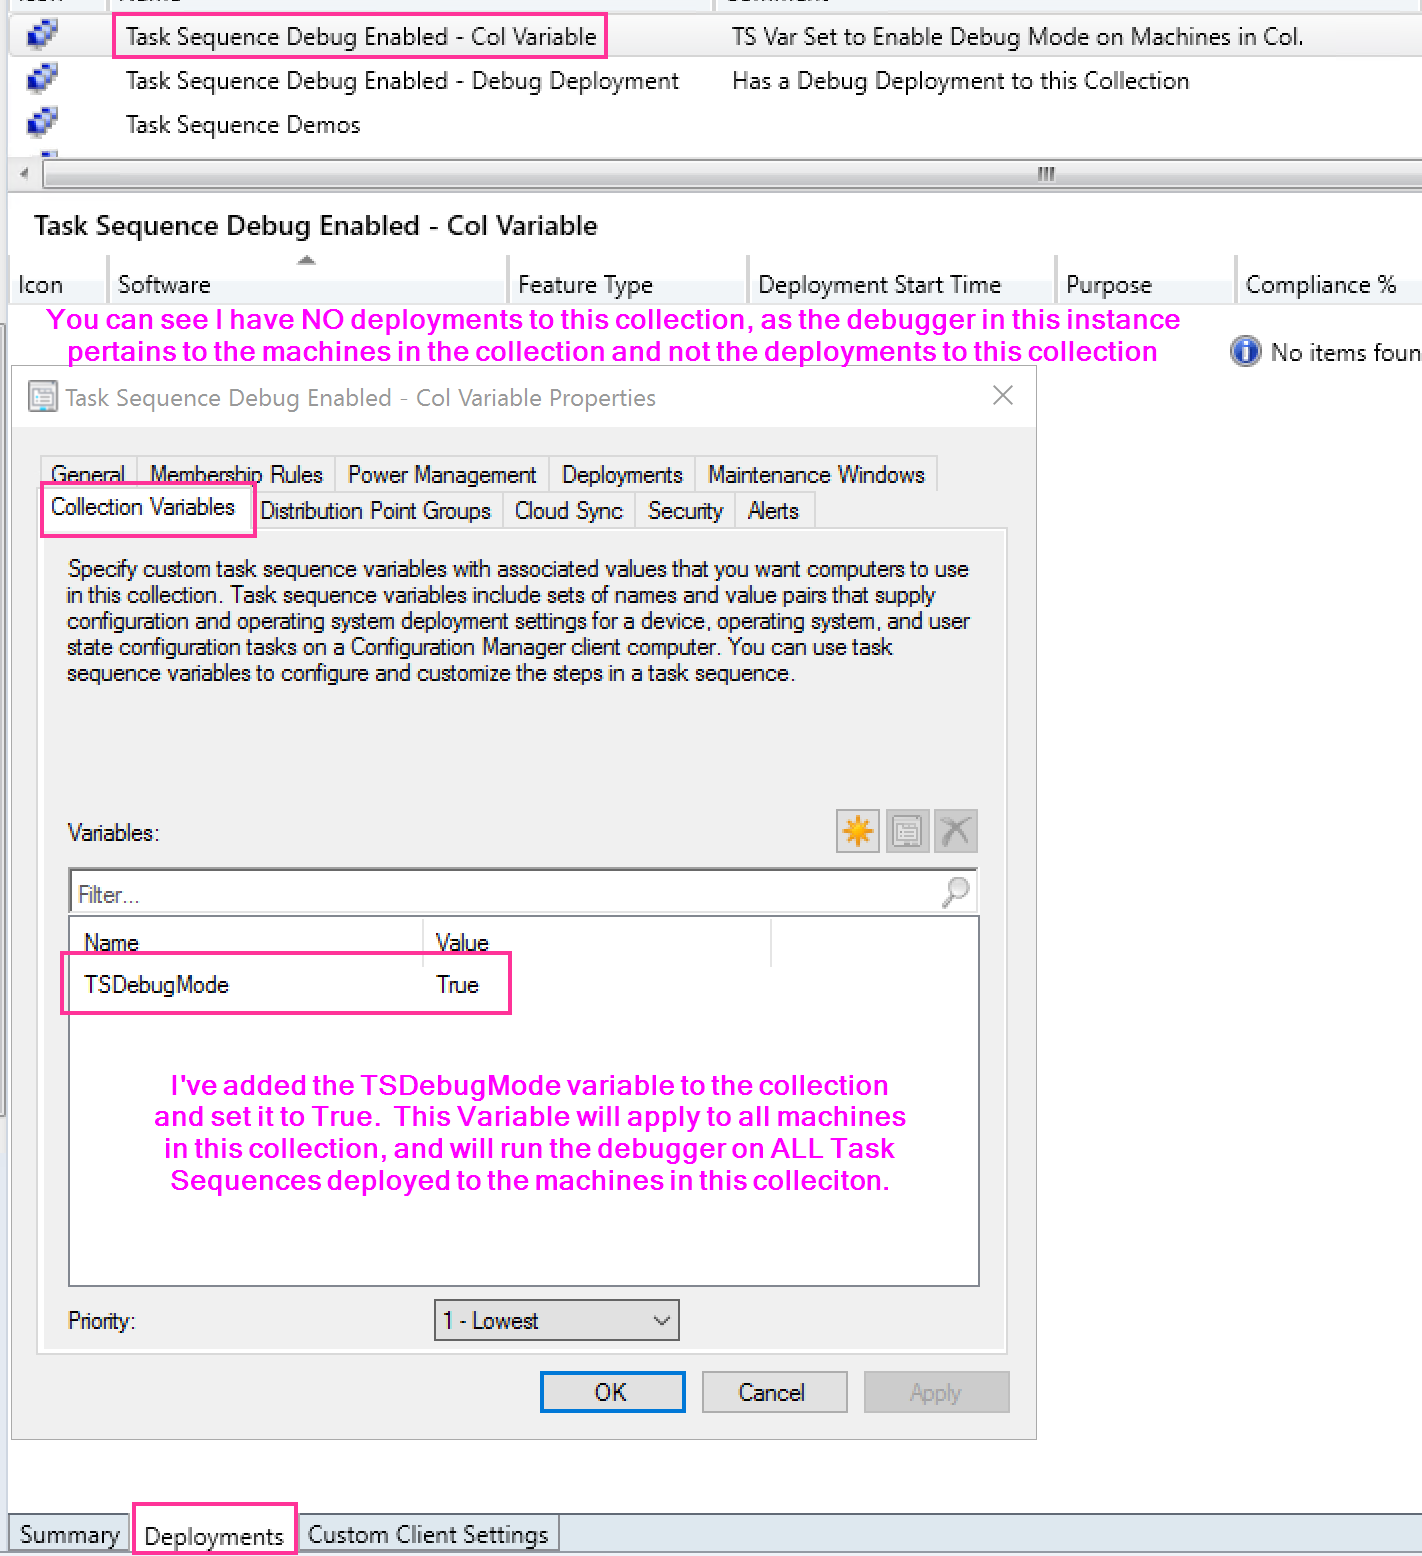 Task Sequence Debug Enabled - Col Variable TS Var Set to Enable Debug Mode on Machines in Col.
Task Sequence Debug Enabled - Debug Deployment Has a Debug Deployment to this Collection
Task Sequence Demos
Task Sequence Debug Enabled - Col Variable
Icon Software Feature Type Deployment Start Time Purpose Compliance %
You can see I have NO deployments to this collection, as the debugger in this instance
pertains to the machines in the collection and not the deployments to this collection
No items foun
Task Sequence Debug Enabled - Col Variable Properties
General Membership Rules Power Management Deployments Maintenance Windows
Collection Variables Distribution Point Groups Cloud Sync Security Alerts
Specify custom task sequence variables with associated values that you want computers to use
in this collection. Task sequence variables include sets of names and value pairs that supply
configuration and operating system deployment settings for a device, operating system, and user
state configuration tasks on a Configuration Manager client computer. You can use task
sequence variables to configure and customize the steps in a task sequence.
Variables:
Filter...
Name Value
TSDebugMode True
I've added the TSDebugMode variable to the collection
and set it to True. This Variable will apply to all machines
in this collection, and will run the debugger on ALL Task
Sequences deployed to the machines in this colleciton.
Priority: 1 - Lowest
OK Cancel Apply
Summary Deployments Custom Client Settings